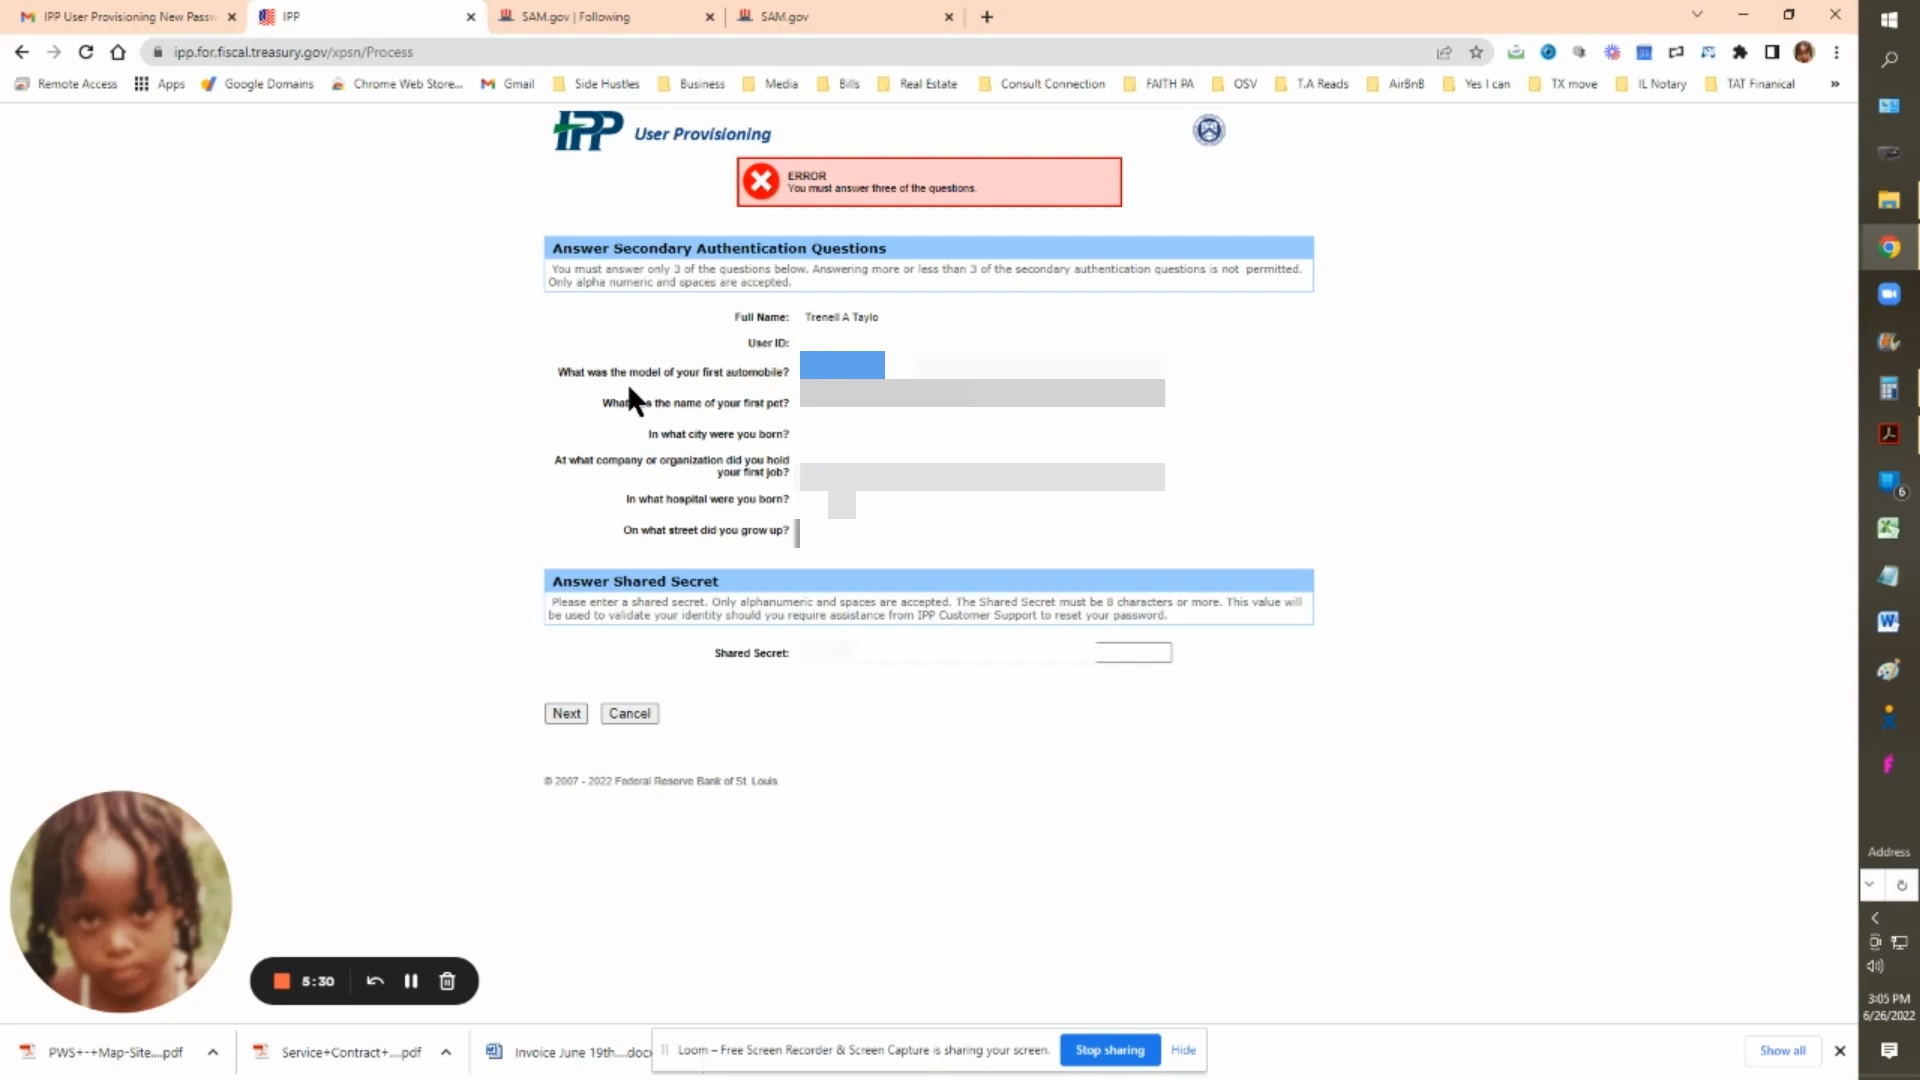 IPP User Provisioning New Passw
IPP
SAM.gov | Following
SAM.gov
ipp.for.fiscal.treasury.gov/xpsn/Process
Remote Access
Apps
Google Domains
Chrome Web Store...
Gmail
Side Hustles
Business
Media
Bills
Real Estate
Consult Connection
FAITH PA
OSV
T.A Reads
AirBnB
Yes I can
TX move
IL Notary
TAT Finanical
»
IPP User Provisioning
ERROR
You must answer three of the questions.
Answer Secondary Authentication Questions
You must answer only 3 of the questions below. Answering more or less than 3 of the secondary authentication questions is not permitted.
Only alpha numeric and spaces are accepted.
Full Name: Trenell A Taylo
User ID:
What was the model of your first automobile?
What was the name of your first pet?
In what city were you born?
At what company or organization did you hold
your first job?
In what hospital were you born?
On what street did you grow up?
Answer Shared Secret
Please enter a shared secret. Only alphanumeric and spaces are accepted. The Shared Secret must be 8 characters or more. This value will
be used to validate your identity should you require assistance from IPP Customer Support to reset your password.
Shared Secret:
Next
Cancel
© 2007 - 2022 Federal Reserve Bank of St. Louis
5:30
PWS+-+Map-Site....pdf
Service+Contract+....pdf
Invoice June 19th....docx
Loom – Free Screen Recorder & Screen Capture is sharing your screen.
Stop sharing
Hide
Show all
6
Address
3:05 PM
6/26/2022